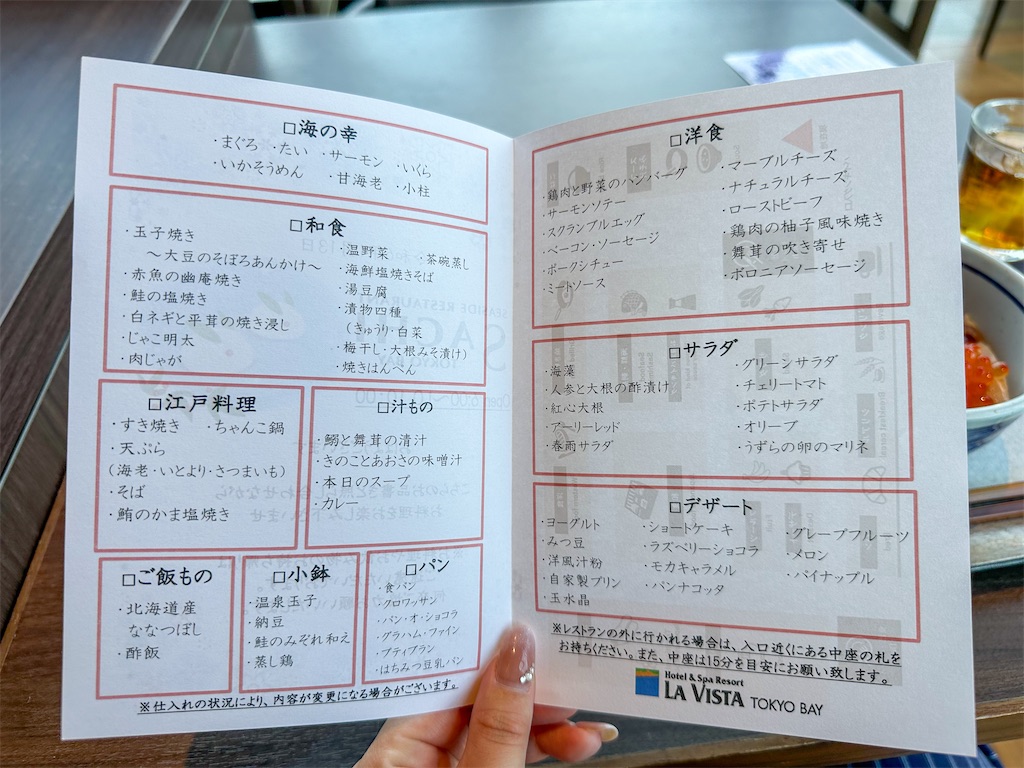 □海の幸
・まぐろ ・たい ・サーモン ・いくら
・いかそうめん ・甘海老 ・小柱
□和食
・玉子焼き
～大豆のそぼろあんかけ～
・赤魚の幽庵焼き
・鮭の塩焼き
・白ネギと平茸の焼き浸し
・じゃこ明太
・肉じゃが
・温野菜 ・茶碗蒸し
・海鮮塩焼きそば
・湯豆腐
・漬物四種
(きゅうり・白菜
・梅干し・大根みそ漬け)
・焼きはんぺん
□江戸料理
・すき焼き ・ちゃんこ鍋
・天ぷら
(海老・いとより・さつまいも)
・そば
・鮪のかま塩焼き
□汁もの
・鰯と舞茸の清汁
・きのことあおさの味噌汁
・本日のスープ
・カレー
□ご飯もの
・北海道産
ななつぼし
・酢飯
□小鉢
・温泉玉子
・納豆
・鮭のみぞれ和え
・蒸し鶏
□パン
・食パン
・クロワッサン
・パン・オ・ショコラ
・グラハム・ファイン
・プティブラン
・はちみつ豆乳パン
※仕入れの状況により、内容が変更になる場合がございます。
□洋食
・鶏肉と野菜のハンバーグ
・サーモンソテー
・スクランブルエッグ
・ベーコン・ソーセージ
・ポークシチュー
・ミートソース
・マーブルチーズ
・ナチュラルチーズ
・ローストビーフ
・鶏肉の柚子風味焼き
・舞茸の吹き寄せ
・ボロニアソーセージ
□サラダ
・海藻
・人参と大根の酢漬け
・紅心大根
・アーリーレッド
・春雨サラダ
・グリーンサラダ
・チェリートマト
・ポテトサラダ
・オリーブ
・うずらの卵のマリネ
□デザート
・ヨーグルト
・みつ豆
・洋風汁粉
・自家製プリン
・玉水晶
・ショートケーキ
・ラズベリーショコラ
・モカキャラメル
・パンナコッタ
・グレープフルーツ
・メロン
・パイナップル
※レストランの外に行かれる場合は、入口近くにある中座の札を
お持ちください。また、中座は15分を目安にお願い致します。
Hotel & Spa Resort
LA VISTA TOKYO BAY